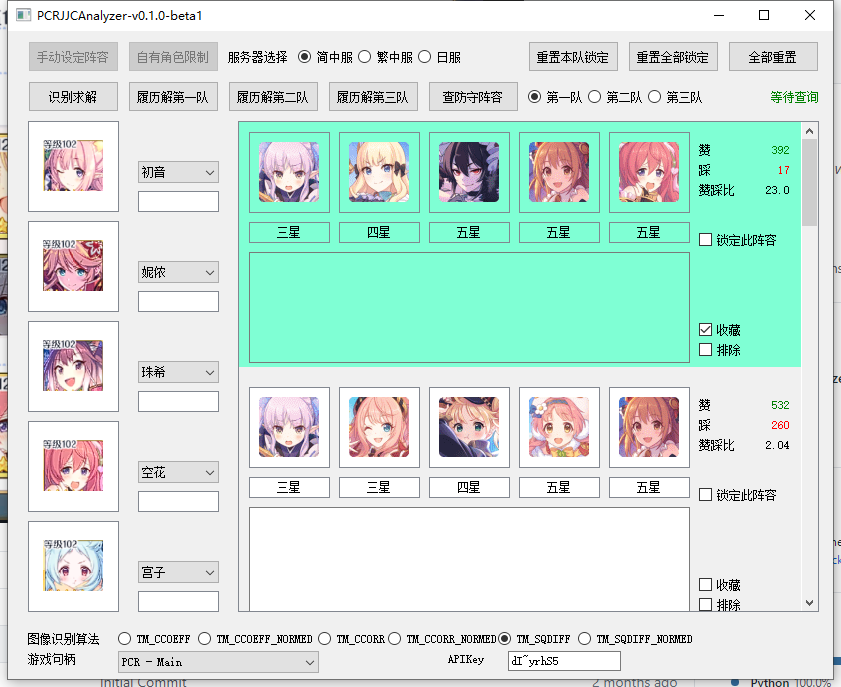 PCRJJCAnalyzer-v0.1.0-beta1
手动设定阵容 自有角色限制 服务器选择 简中服 繁中服 日服 重置本队锁定 重置全部锁定 全部重置
识别求解 履历解第一队 履历解第二队 履历解第三队 查防守阵容 第一队 第二队 第三队 等待查询
等级102
初音
等级102
妮侬
等级102
珠希
等级102
空花
等级102
宫子
赞 392
踩 17
赞踩比 23.0
三星 四星 五星 五星 五星
锁定此阵容
收藏
排除
赞 532
踩 260
赞踩比 2.04
三星 三星 四星 五星 五星
锁定此阵容
收藏
排除
图像识别算法 TM_CCOEFF TM_CCOEFF_NORMED TM_CCORR TM_CCORR_NORMED TM_SQDIFF TM_SQDIFF_NORMED
游戏句柄 PCR - Main APIKey dI~yrhS5
Initial Commit 2 months ago Python 100.0%